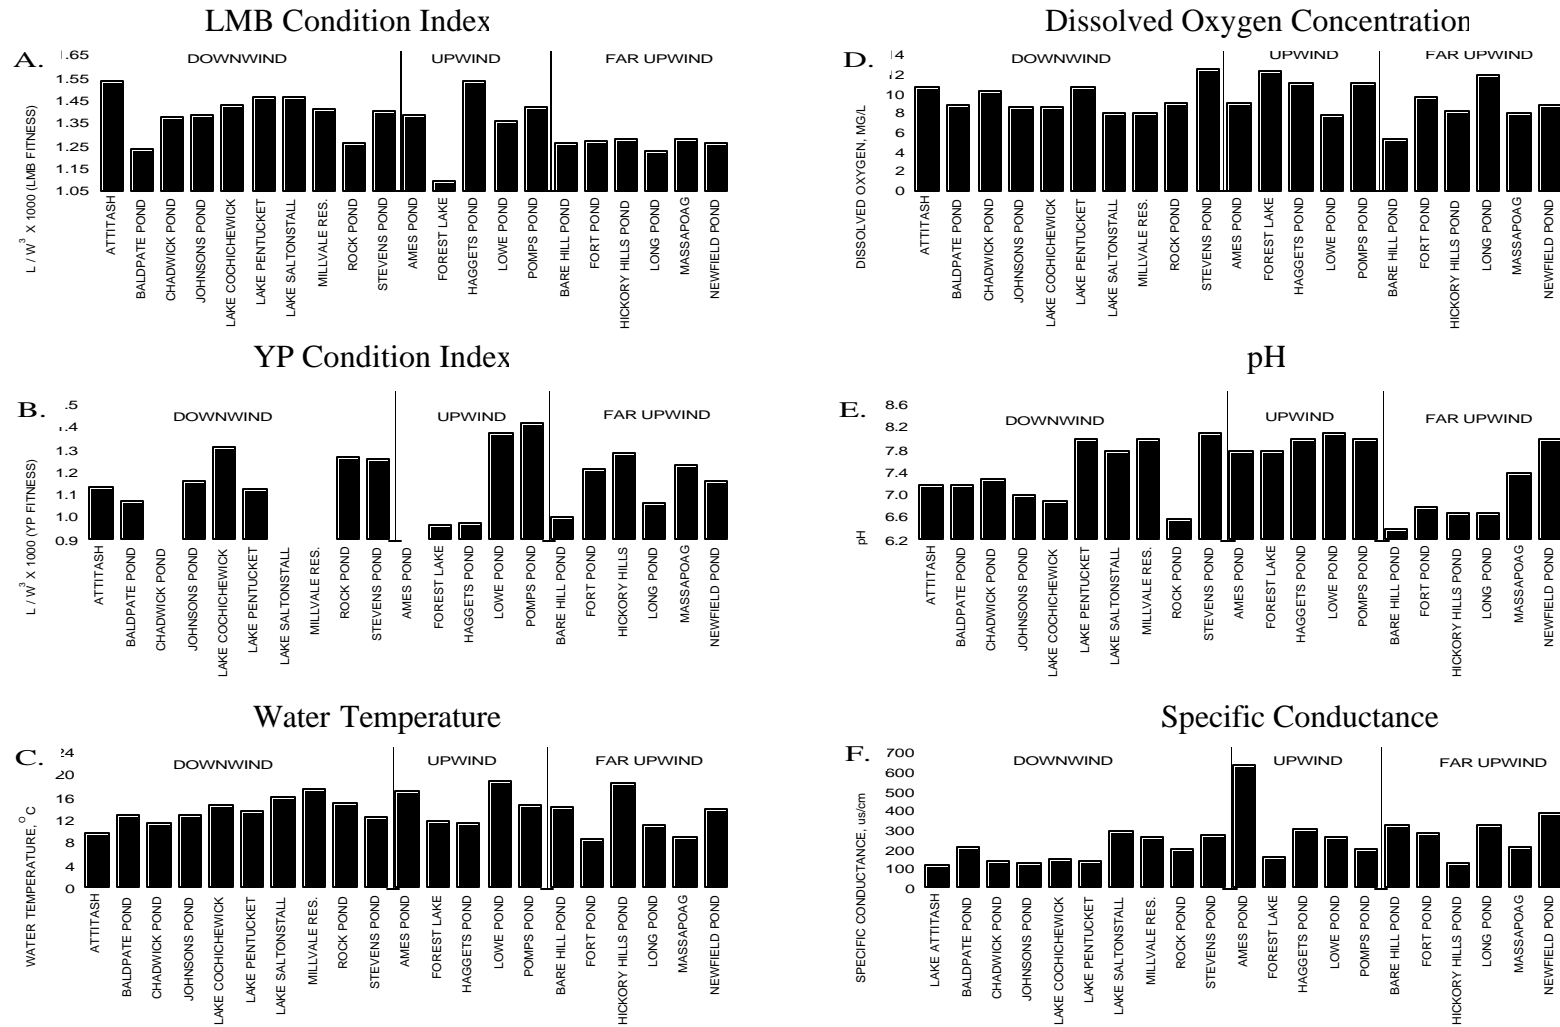 LMB Condition Index
A.
1.65
1.55
1.45
1.35
1.25
1.15
1.05
L / W3 X 1000 (LMB FITNESS)
DOWNWIND
UPWIND
FAR UPWIND
ATTITASH
BALDPATE POND
CHADWICK POND
JOHNSONS POND
LAKE COCHICHEWICK
LAKE PENTUCKET
LAKE SALTONSTALL
MILLVALE RES.
ROCK POND
STEVENS POND
AMES POND
FOREST LAKE
HAGGETS POND
LOWE POND
POMPS POND
BARE HILL POND
FORT POND
HICKORY HILLS POND
LONG POND
MASSAPOAG
NEWFIELD POND
Dissolved Oxygen Concentration
D.
14
12
10
8
6
4
2
0
DISSOLVED OXYGEN, MG/L
DOWNWIND
UPWIND
FAR UPWIND
ATTITASH
BALDPATE POND
CHADWICK POND
JOHNSONS POND
LAKE COCHICHEWICK
LAKE PENTUCKET
LAKE SALTONSTALL
MILLVALE RES.
ROCK POND
STEVENS POND
AMES POND
FOREST LAKE
HAGGETS POND
LOWE POND
POMPS POND
BARE HILL POND
FORT POND
HICKORY HILLS POND
LONG POND
MASSAPOAG
NEWFIELD POND
YP Condition Index
B.
.5
1.4
1.3
1.2
1.1
1.0
0.9
L / W3 X 1000 (YP FITNESS)
DOWNWIND
UPWIND
FAR UPWIND
ATTITASH
BALDPATE POND
CHADWICK POND
JOHNSONS POND
LAKE COCHICHEWICK
LAKE PENTUCKET
LAKE SALTONSTALL
MILLVALE RES.
ROCK POND
STEVENS POND
AMES POND
FOREST LAKE
HAGGETS POND
LOWE POND
POMPS POND
BARE HILL POND
FORT POND
HICKORY HILLS
LONG POND
MASSAPOAG
NEWFIELD POND
pH
E.
8.6
8.2
7.8
7.4
7.0
6.6
6.2
pH
DOWNWIND
UPWIND
FAR UPWIND
ATTITASH
BALDPATE POND
CHADWICK POND
JOHNSONS POND
LAKE COCHICHEWICK
LAKE PENTUCKET
LAKE SALTONSTALL
MILLVALE RES.
ROCK POND
STEVENS POND
AMES POND
FOREST LAKE
HAGGETS POND
LOWE POND
POMPS POND
BARE HILL POND
FORT POND
HICKORY HILLS POND
LONG POND
MASSAPOAG
NEWFIELD POND
Water Temperature
C.
24
20
16
12
8
4
0
WATER TEMPERATURE, O C
DOWNWIND
UPWIND
FAR UPWIND
ATTITASH
BALDPATE POND
CHADWICK POND
JOHNSONS POND
LAKE COCHICHEWICK
LAKE PENTUCKET
LAKE SALTONSTALL
MILLVALE RES.
ROCK POND
STEVENS POND
AMES POND
FOREST LAKE
HAGGETS POND
LOWE POND
POMPS POND
BARE HILL POND
FORT POND
HICKORY HILLS POND
LONG POND
MASSAPOAG
NEWFIELD POND
Specific Conductance
F.
700
600
500
400
300
200
100
0
SPECIFIC CONDUCTANCE, us/cm
DOWNWIND
UPWIND
FAR UPWIND
LAKE ATTITASH
BALDPATE POND
CHADWICK POND
JOHNSONS POND
LAKE COCHICHEWICK
LAKE PENTUCKET
LAKE SALTONSTALL
MILLVALE RES.
ROCK POND
STEVENS POND
AMES POND
FOREST LAKE
HAGGETS POND
LOWE POND
POMPS POND
BARE HILL POND
FORT POND
HICKORY HILLS POND
LONG POND
MASSAPOAG
NEWFIELD POND